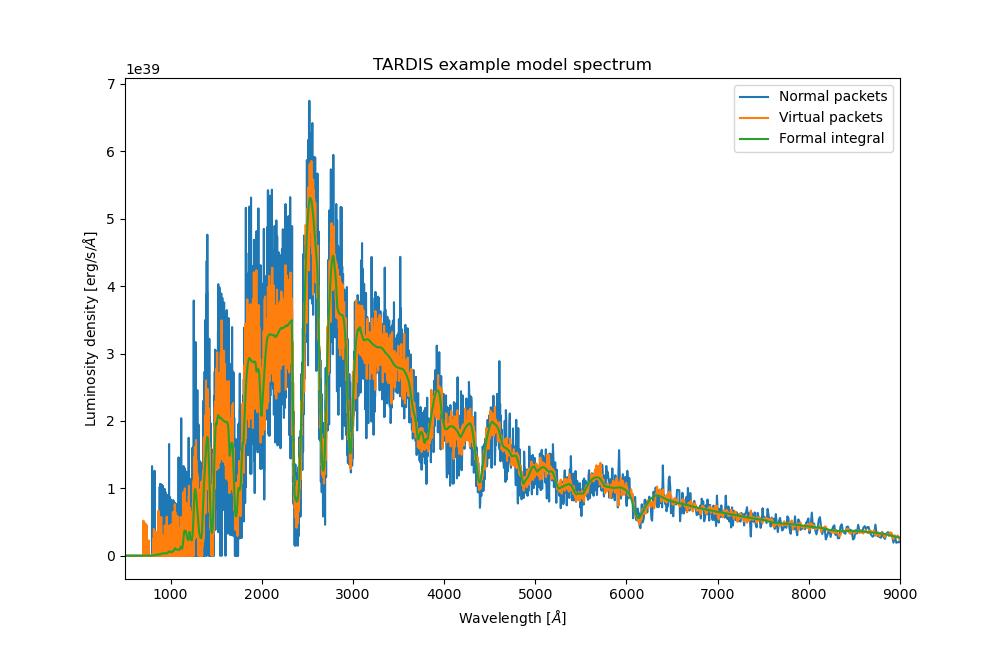 TARDIS example model spectrum
1e39
Normal packets
Virtual packets
Formal integral
7
6
5
4
3
2
1
0
Luminosity density [erg/s/Å]
1000 2000 3000 4000 5000 6000 7000 8000 9000
Wavelength [Å]